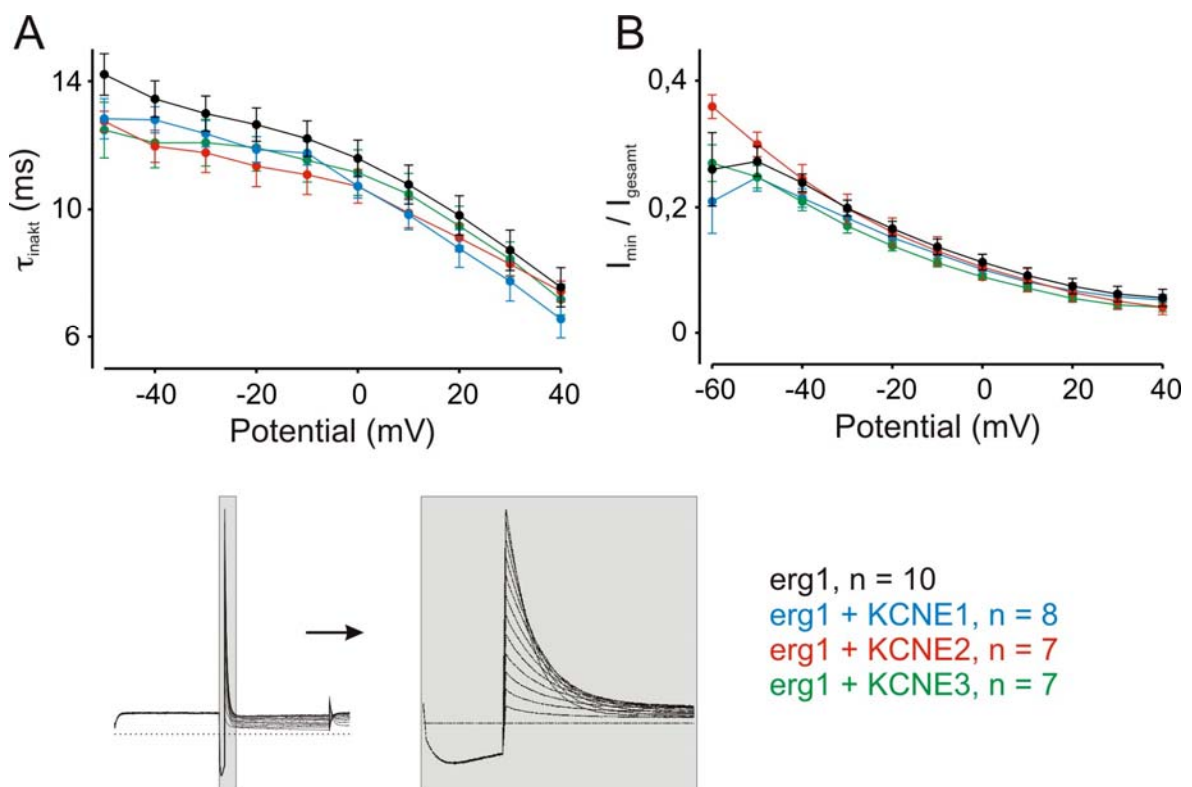 A
14
10
6
τinakt (ms)
-40 -20 0 20 40
Potential (mV)
B
0,4
0,2
0
Imin / Igesamt
-60 -40 -20 0 20 40
Potential (mV)
erg1, n = 10
erg1 + KCNE1, n = 8
erg1 + KCNE2, n = 7
erg1 + KCNE3, n = 7